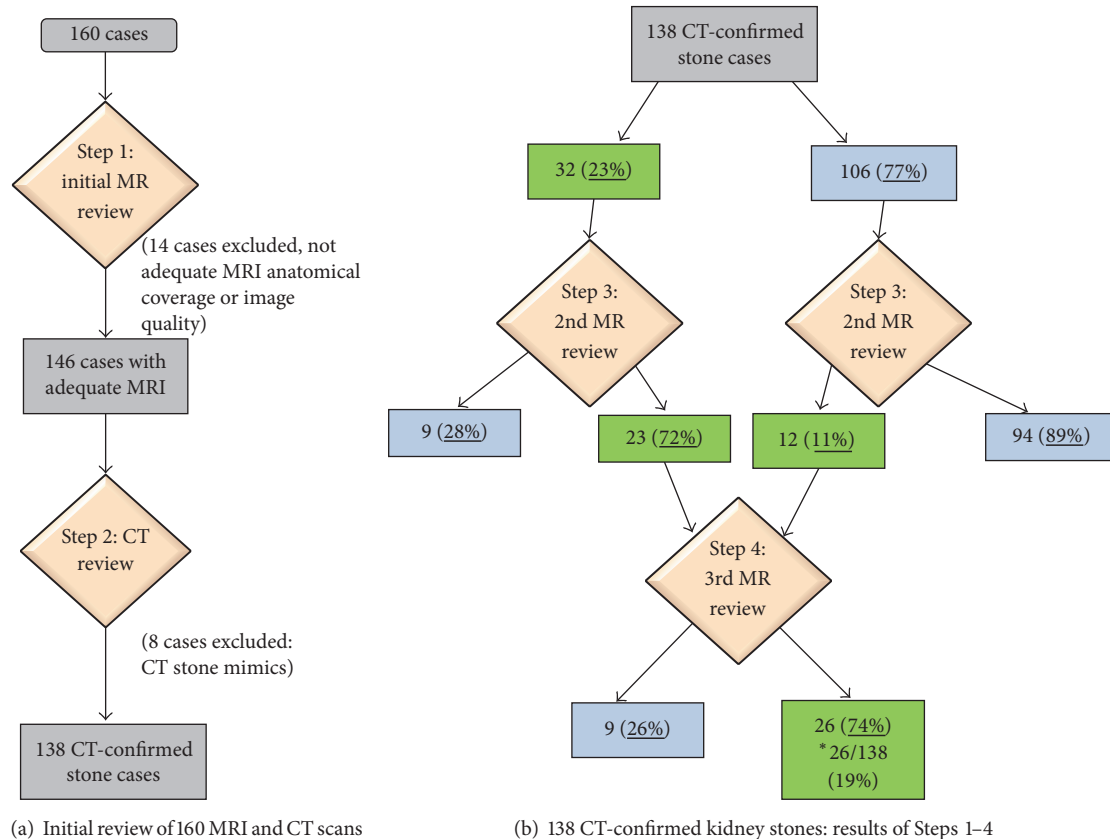 160 cases
Step 1:
initial MR
review
(14 cases excluded, not
adequate MRI anatomical
coverage or image
quality)
146 cases with
adequate MRI
Step 2: CT
review
(8 cases excluded:
CT stone mimics)
138 CT-confirmed
stone cases
(a) Initial review of 160 MRI and CT scans
138 CT-confirmed
stone cases
32 (23%)
106 (77%)
Step 3:
2nd MR
review
Step 3:
2nd MR
review
9 (28%)
23 (72%)
12 (11%)
94 (89%)
Step 4:
3rd MR
review
9 (26%)
26 (74%)
*26/138
(19%)
(b) 138 CT-confirmed kidney stones: results of Steps 1–4